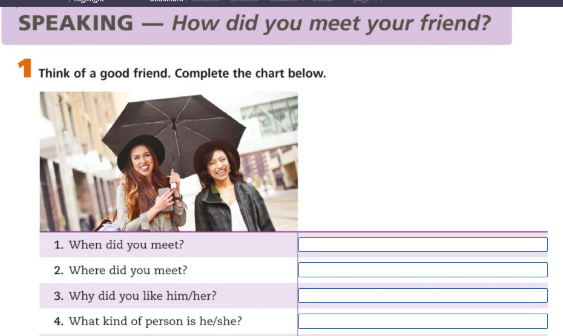 SPEAKING — How did you meet your friend?
1 Think of a good friend. Complete the chart below.
1. When did you meet?
2. Where did you meet?
3. Why did you like him/her?
4. What kind of person is he/she?